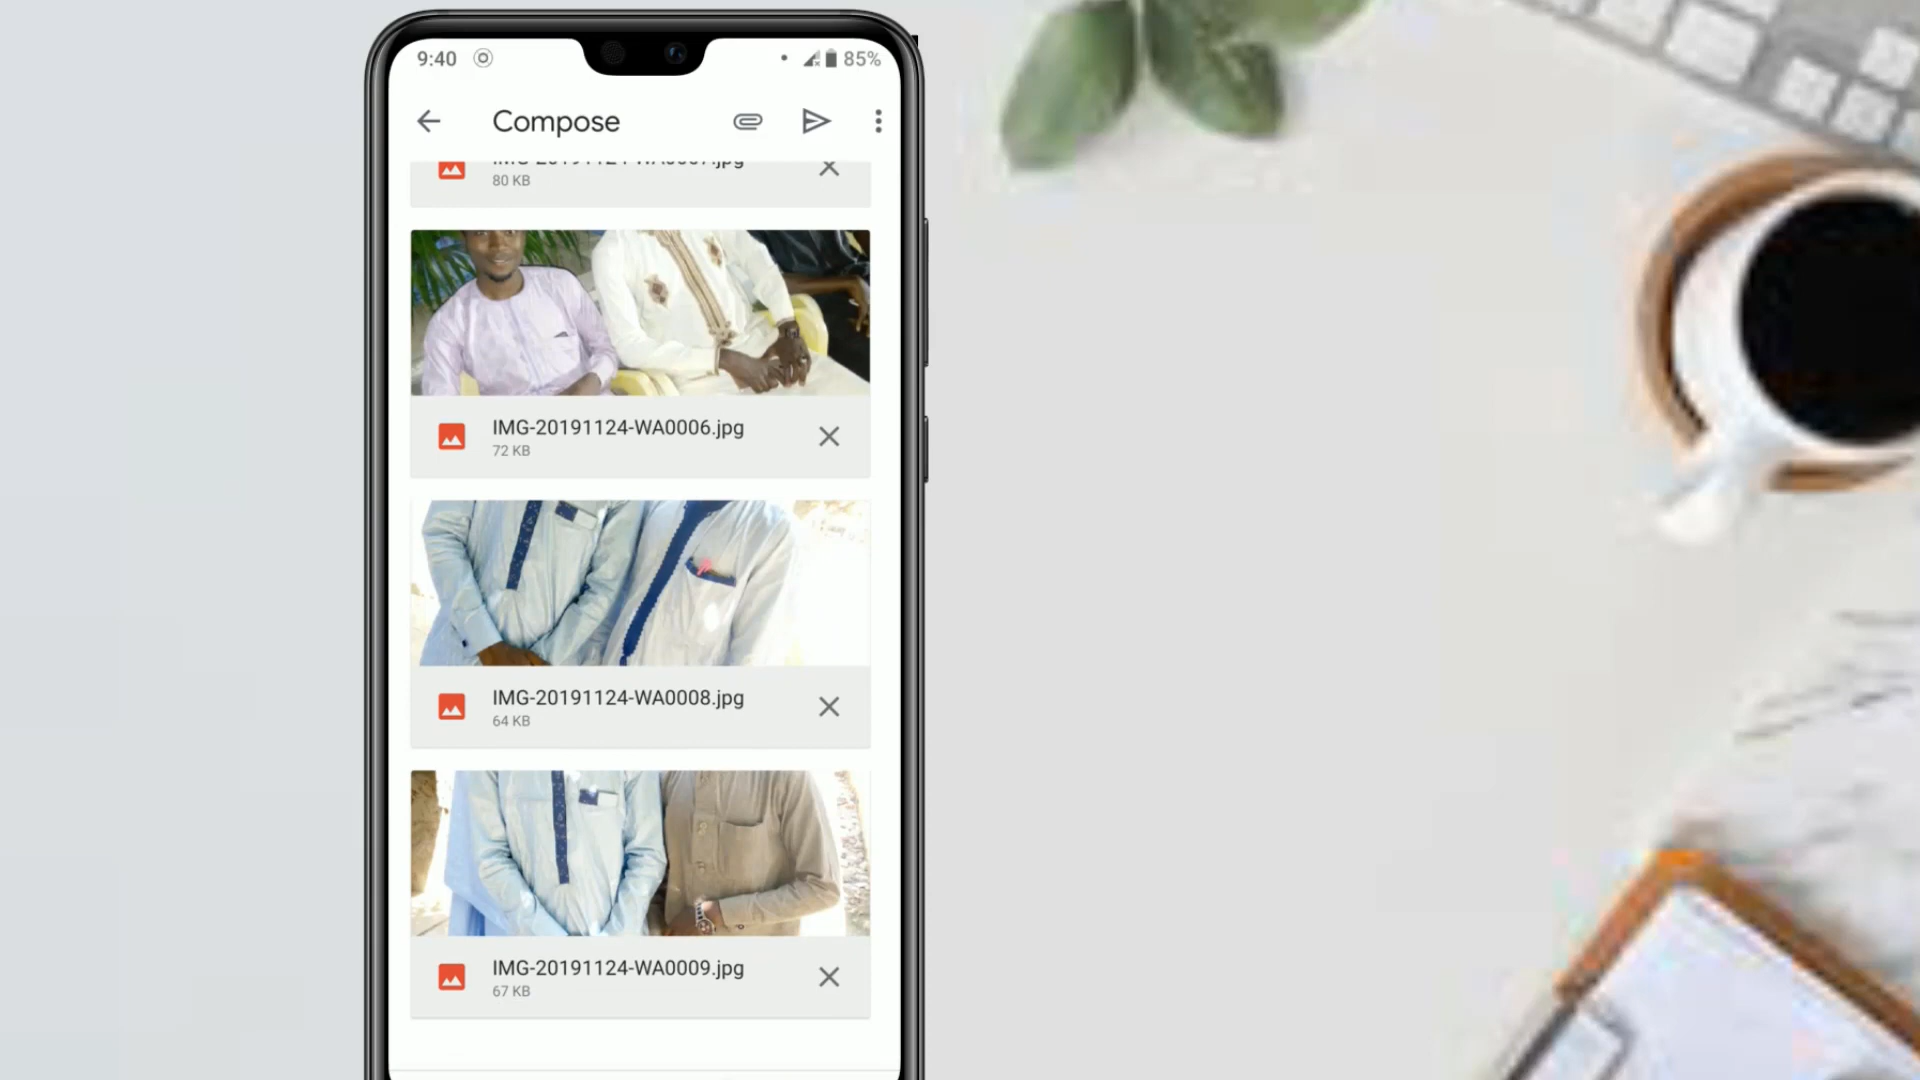 9:40
85%
Compose
80 KB
IMG-20191124-WA0006.jpg
72 KB
IMG-20191124-WA0008.jpg
64 KB
IMG-20191124-WA0009.jpg
67 KB